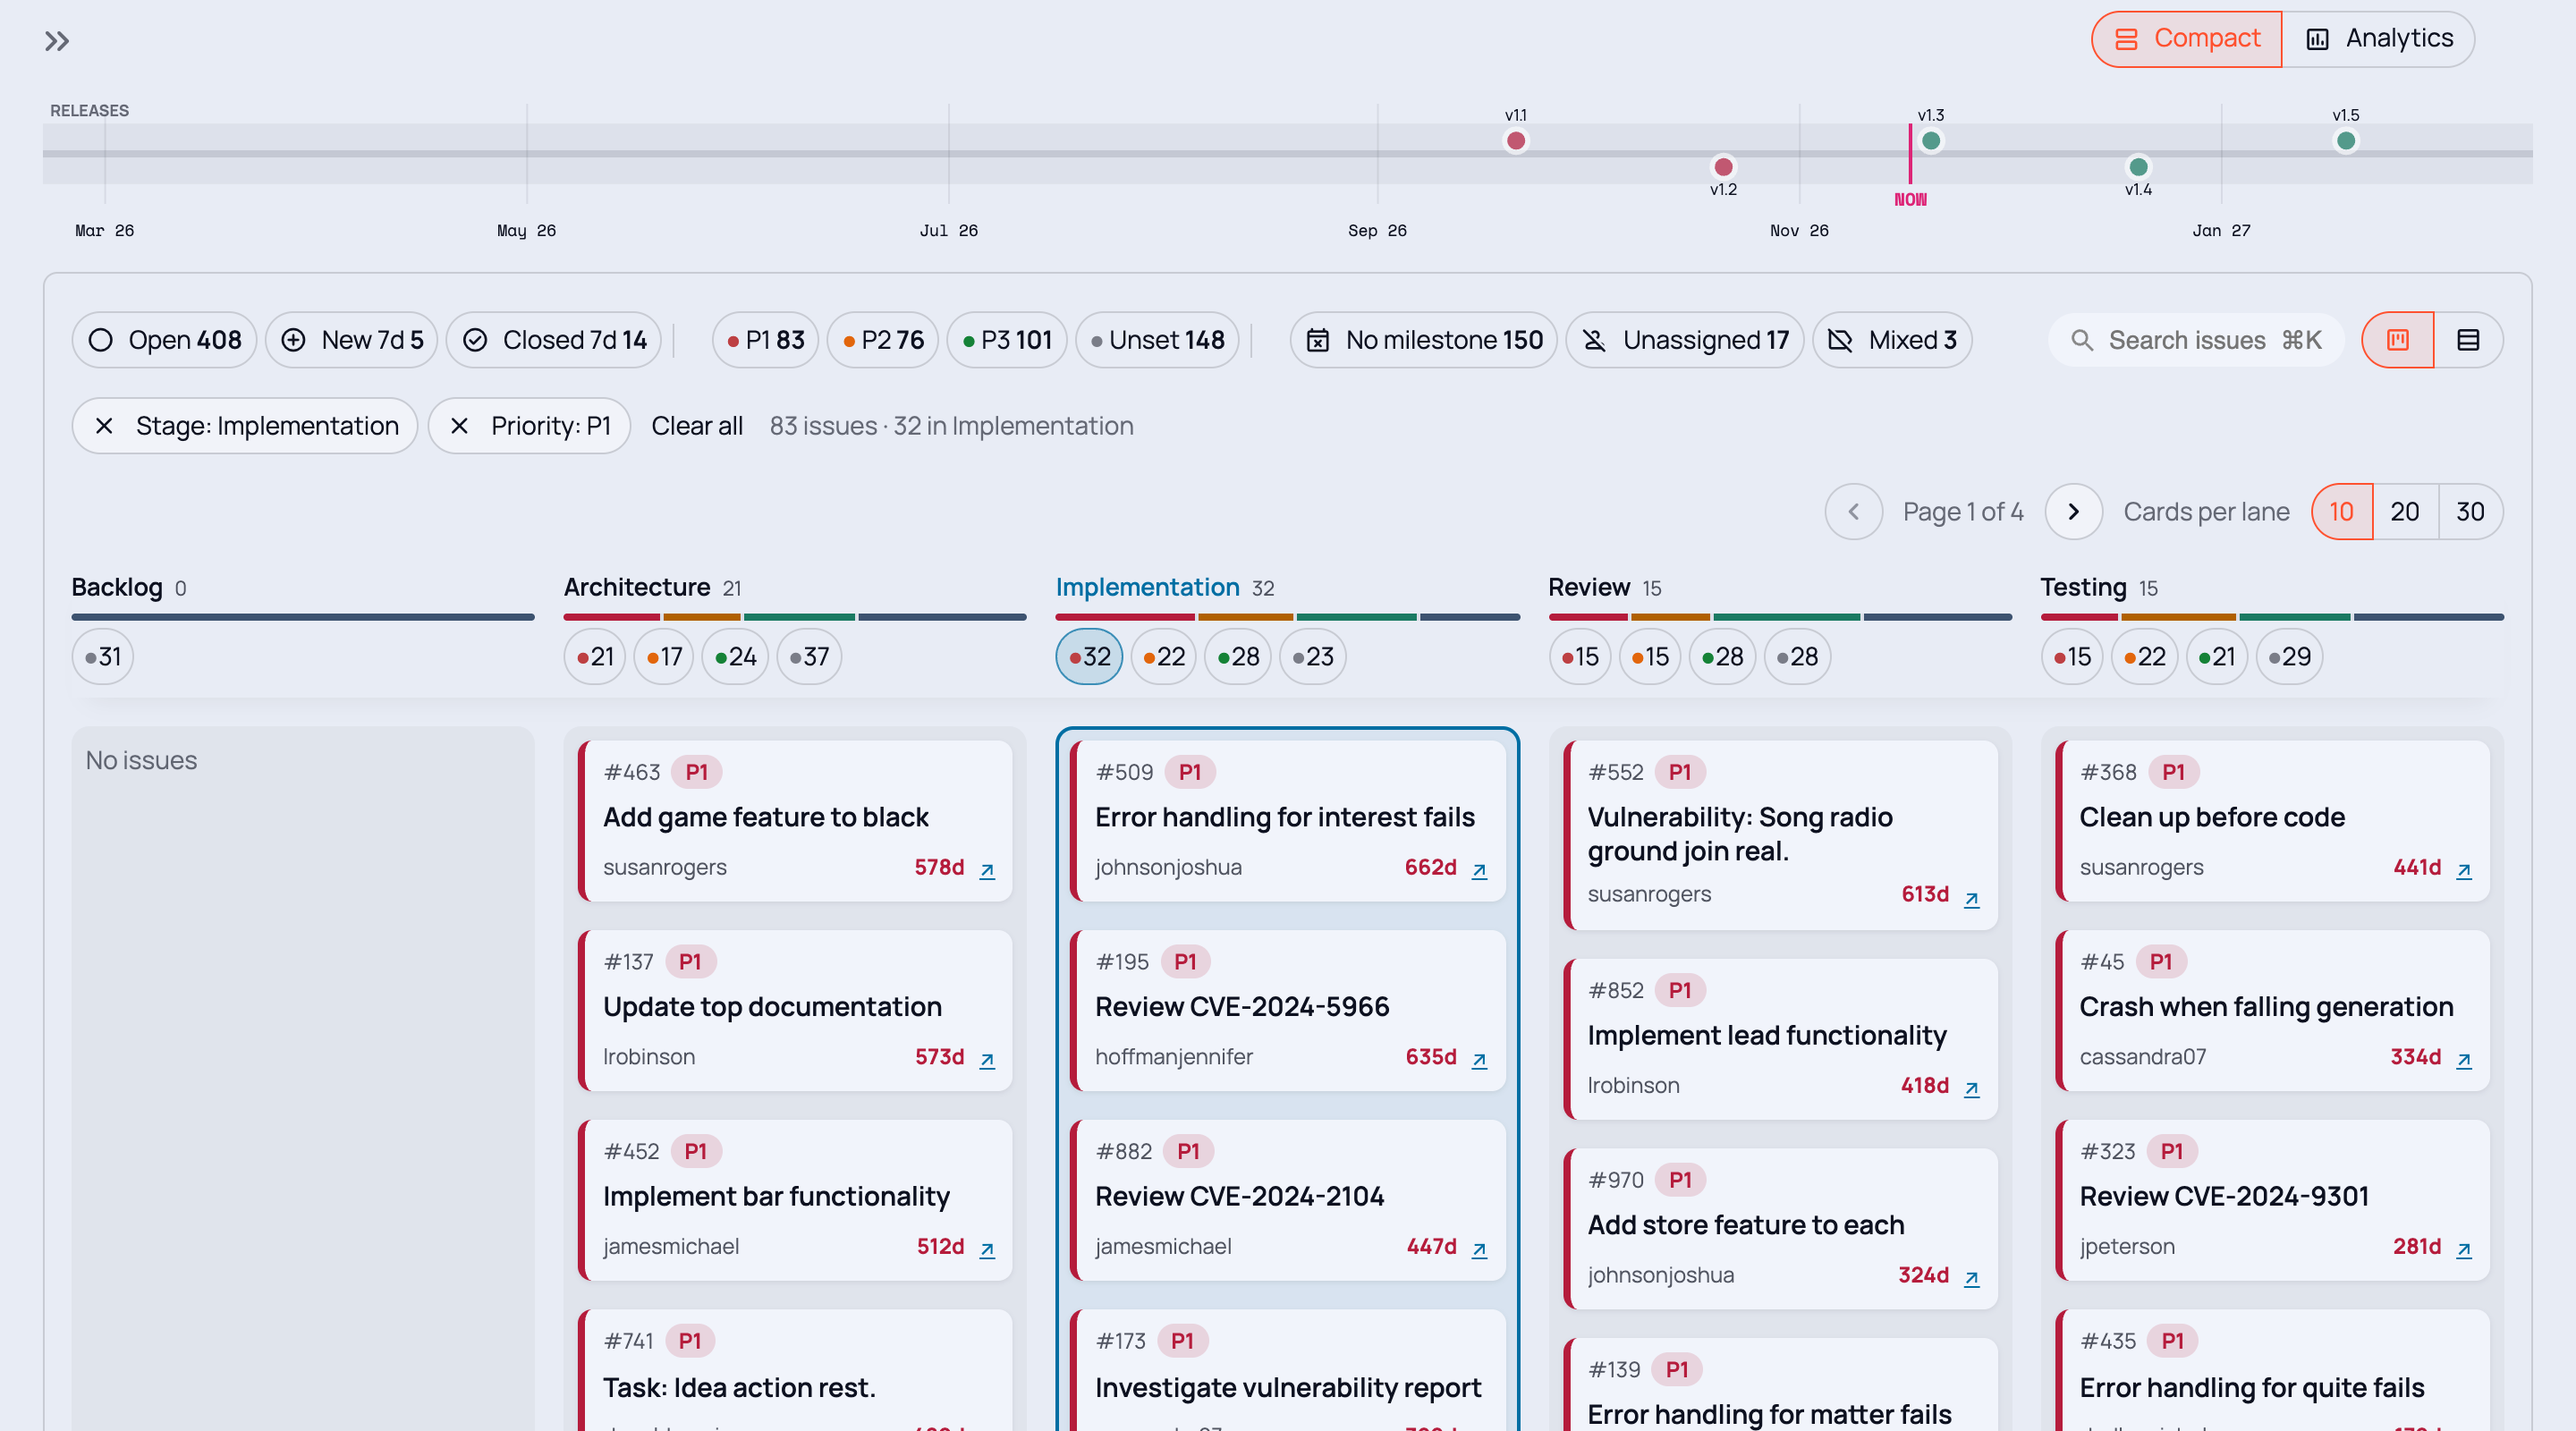 Compact
Analytics
RELEASES
v1.1
v1.3
v1.5
v1.2
v1.4
NOW
Mar 26
May 26
Jul 26
Sep 26
Nov 26
Jan 27
Open 408
New 7d 5
Closed 7d 14
P1 83
P2 76
P3 101
Unset 148
No milestone 150
Unassigned 17
Mixed 3
Search issues ⌘K
Stage: Implementation
Priority: P1
Clear all
83 issues · 32 in Implementation
Page 1 of 4
Cards per lane
10
20
30
Backlog 0
31
Architecture 21
21
17
24
37
Implementation 32
32
22
28
23
Review 15
15
15
28
28
Testing 15
15
22
21
29
No issues
#463 P1
Add game feature to black
susanrogers 578d
#137 P1
Update top documentation
lrobinson 573d
#452 P1
Implement bar functionality
jamesmichael 512d
#741 P1
Task: Idea action rest.
#509 P1
Error handling for interest fails
johnsonjoshua 662d
#195 P1
Review CVE-2024-5966
hoffmanjennifer 635d
#882 P1
Review CVE-2024-2104
jamesmichael 447d
#173 P1
Investigate vulnerability report
#552 P1
Vulnerability: Song radio
ground join real.
susanrogers 613d
#852 P1
Implement lead functionality
lrobinson 418d
#970 P1
Add store feature to each
johnsonjoshua 324d
#139 P1
Error handling for matter fails
#368 P1
Clean up before code
susanrogers 441d
#45 P1
Crash when falling generation
cassandra07 334d
#323 P1
Review CVE-2024-9301
jpeterson 281d
#435 P1
Error handling for quite fails